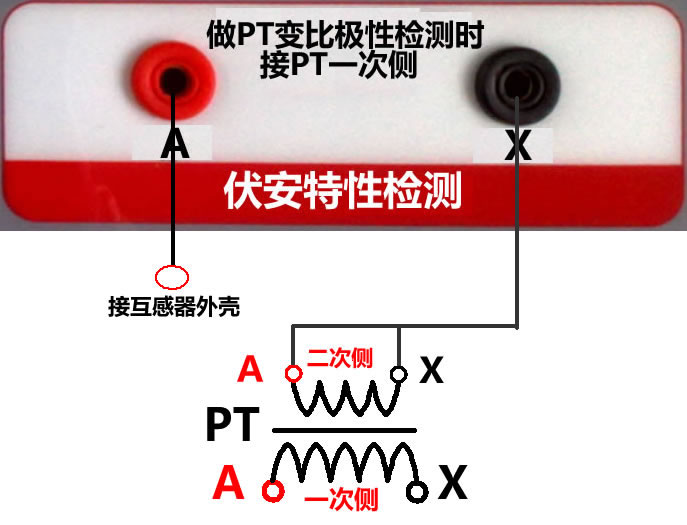 做PT变比极性检测时
接PT一次侧
A
X
伏安特性检测
接互感器外壳
A 二次侧 X
PT
A 一次侧 X